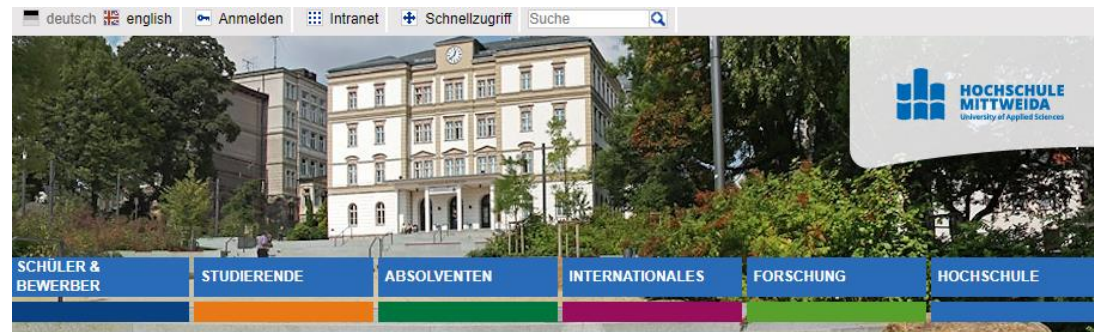 deutsch english Anmelden Intranet Schnellzugriff Suche
HOCHSCHULE
MITTWEIDA
University of Applied Sciences
SCHÜLER &
BEWERBER
STUDIERENDE
ABSOLVENTEN
INTERNATIONALES
FORSCHUNG
HOCHSCHULE